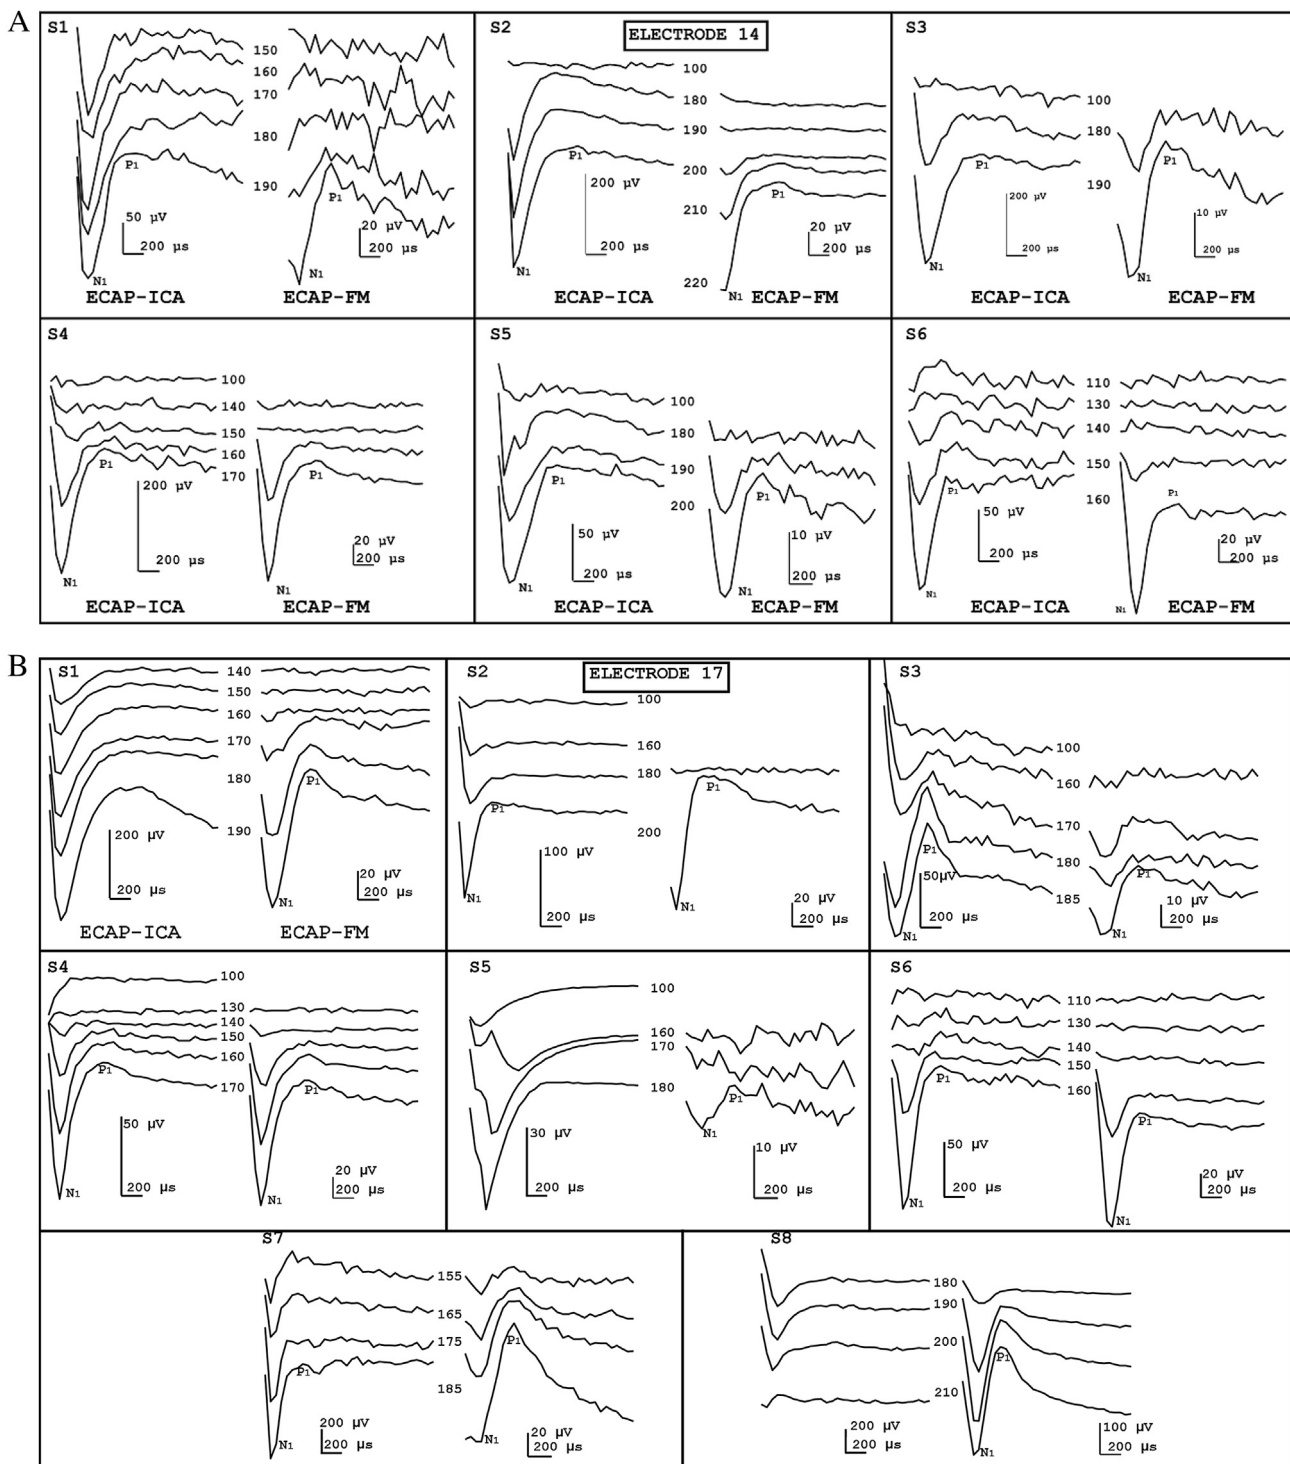 A
S1
150
160
170
180
190
P1
P1
50 µV
200 µs
20 µV
200 µs
N1
N1
ECAP-ICA
ECAP-FM
S2
ELECTRODE 14
100
180
190
200
210
220
P1
P1
200 µV
200 µs
20 µV
200 µs
N1
N1
ECAP-ICA
ECAP-FM
S3
100
180
190
P1
P1
200 µV
200 µs
10 µV
200 µs
N1
N1
ECAP-ICA
ECAP-FM
S4
100
140
150
160
170
P1
P1
200 µV
200 µs
20 µV
200 µs
N1
N1
ECAP-ICA
ECAP-FM
S5
100
180
190
200
P1
P1
50 µV
200 µs
10 µV
200 µs
N1
N1
ECAP-ICA
ECAP-FM
S6
110
130
140
150
160
P1
P1
50 µV
200 µs
20 µV
200 µs
N1
N1
ECAP-ICA
ECAP-FM
B
S1
140
150
160
170
180
190
P1
200 µV
200 µs
20 µV
200 µs
N1
ECAP-ICA
ECAP-FM
S2
ELECTRODE 17
100
160
180
200
P1
P1
100 µV
200 µs
20 µV
200 µs
N1
N1
S3
100
160
170
180
185
P1
P1
50µV
200 µs
10 µV
200 µs
N1
N1
S4
100
130
140
150
160
170
P1
P1
50 µV
200 µs
20 µV
200 µs
N1
N1
S5
100
160
170
180
P1
N1
30 µV
200 µs
10 µV
200 µs
S6
110
130
140
150
160
P1
P1
50 µV
200 µs
20 µV
200 µs
N1
N1
S7
155
165
175
185
P1
P1
200 µV
200 µs
20 µV
200 µs
N1
N1
S8
180
190
200
210
P1
200 µV
200 µs
100 µV
200 µs
N1